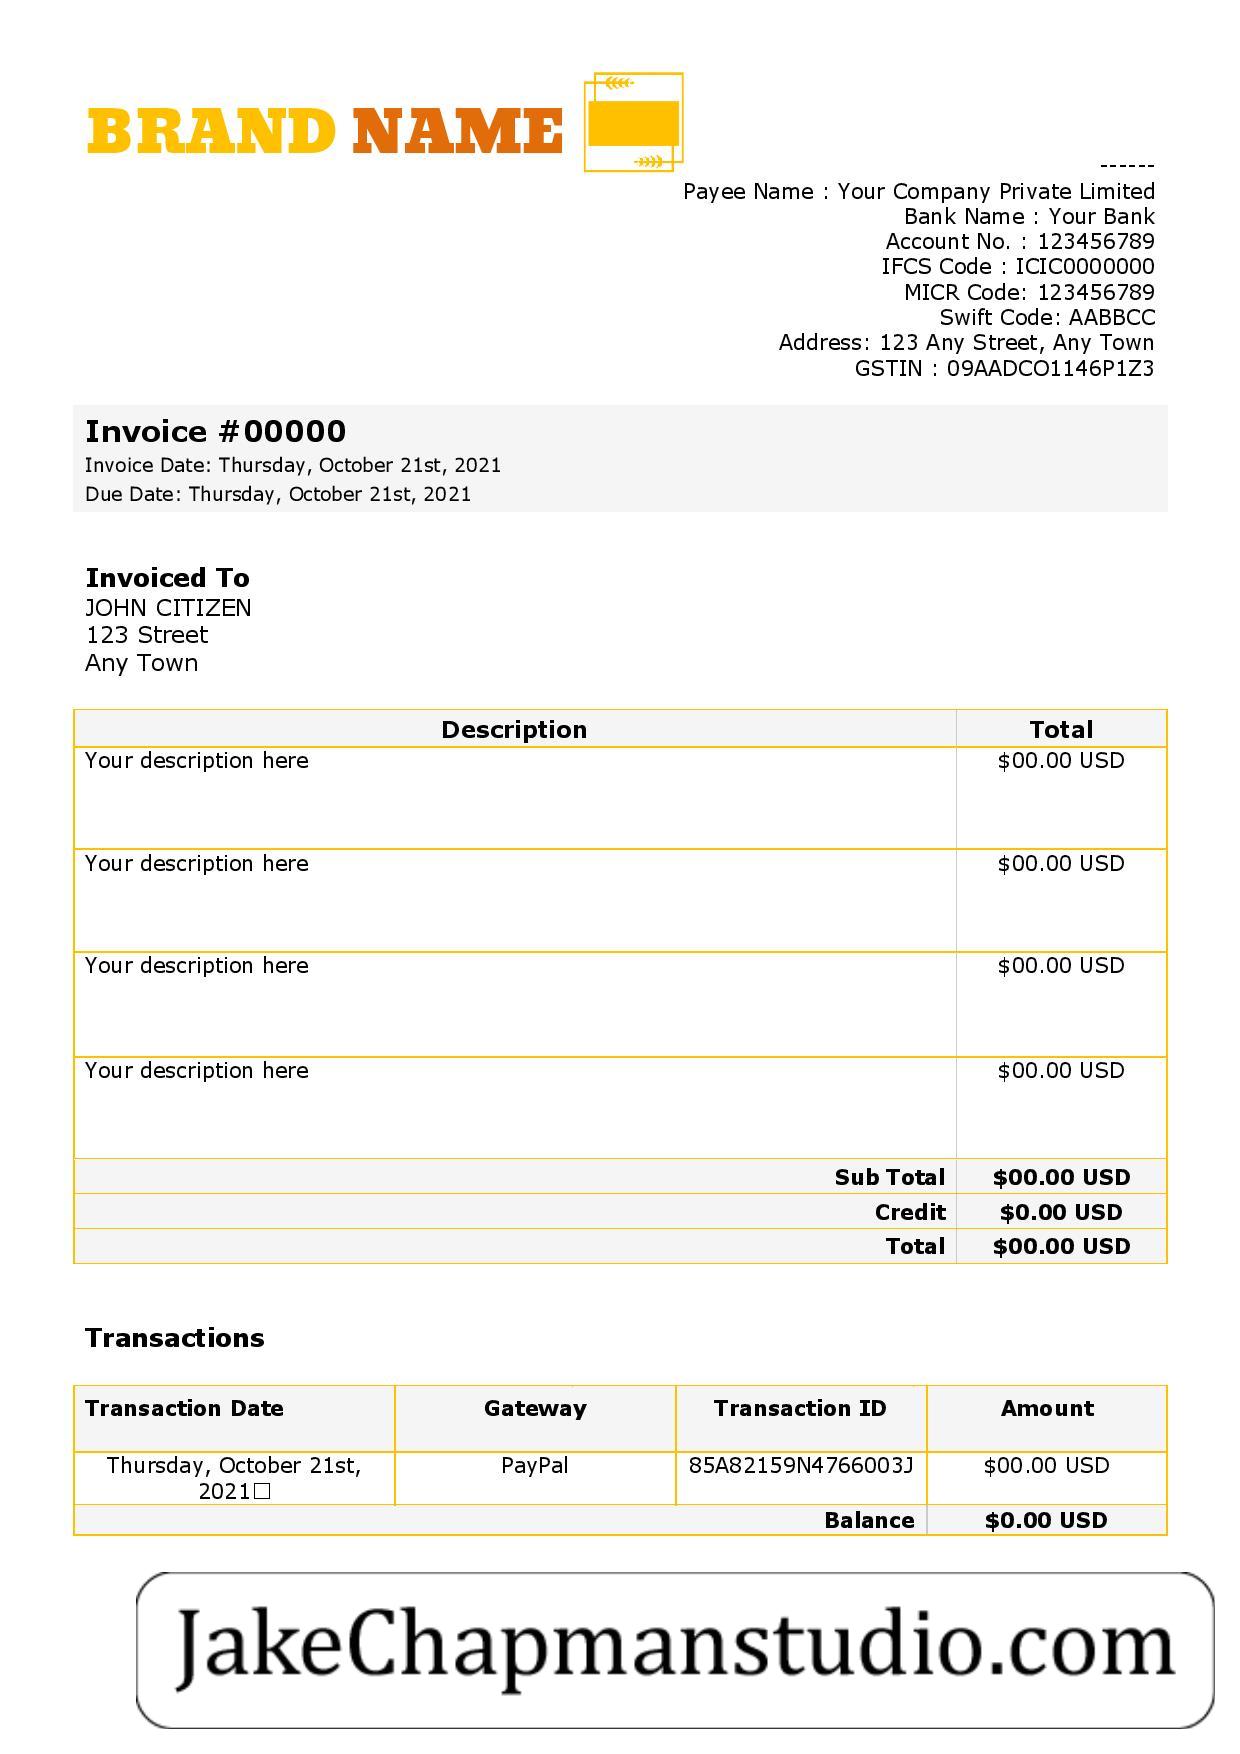 BRAND NAME
------
Payee Name : Your Company Private Limited
Bank Name : Your Bank
Account No. : 123456789
IFCS Code : ICIC0000000
MICR Code: 123456789
Swift Code: AABBCC
Address: 123 Any Street, Any Town
GSTIN : 09AADCO1146P1Z3
Invoice #00000
Invoice Date: Thursday, October 21st, 2021
Due Date: Thursday, October 21st, 2021
Invoiced To
JOHN CITIZEN
123 Street
Any Town
Description Total
Your description here $00.00 USD
Your description here $00.00 USD
Your description here $00.00 USD
Your description here $00.00 USD
Sub Total $00.00 USD
Credit $0.00 USD
Total $00.00 USD
Transactions
Transaction Date Gateway Transaction ID Amount
Thursday, October 21st, PayPal 85A82159N4766003J $00.00 USD
2021□
Balance $0.00 USD
JakeChapmanstudio.com